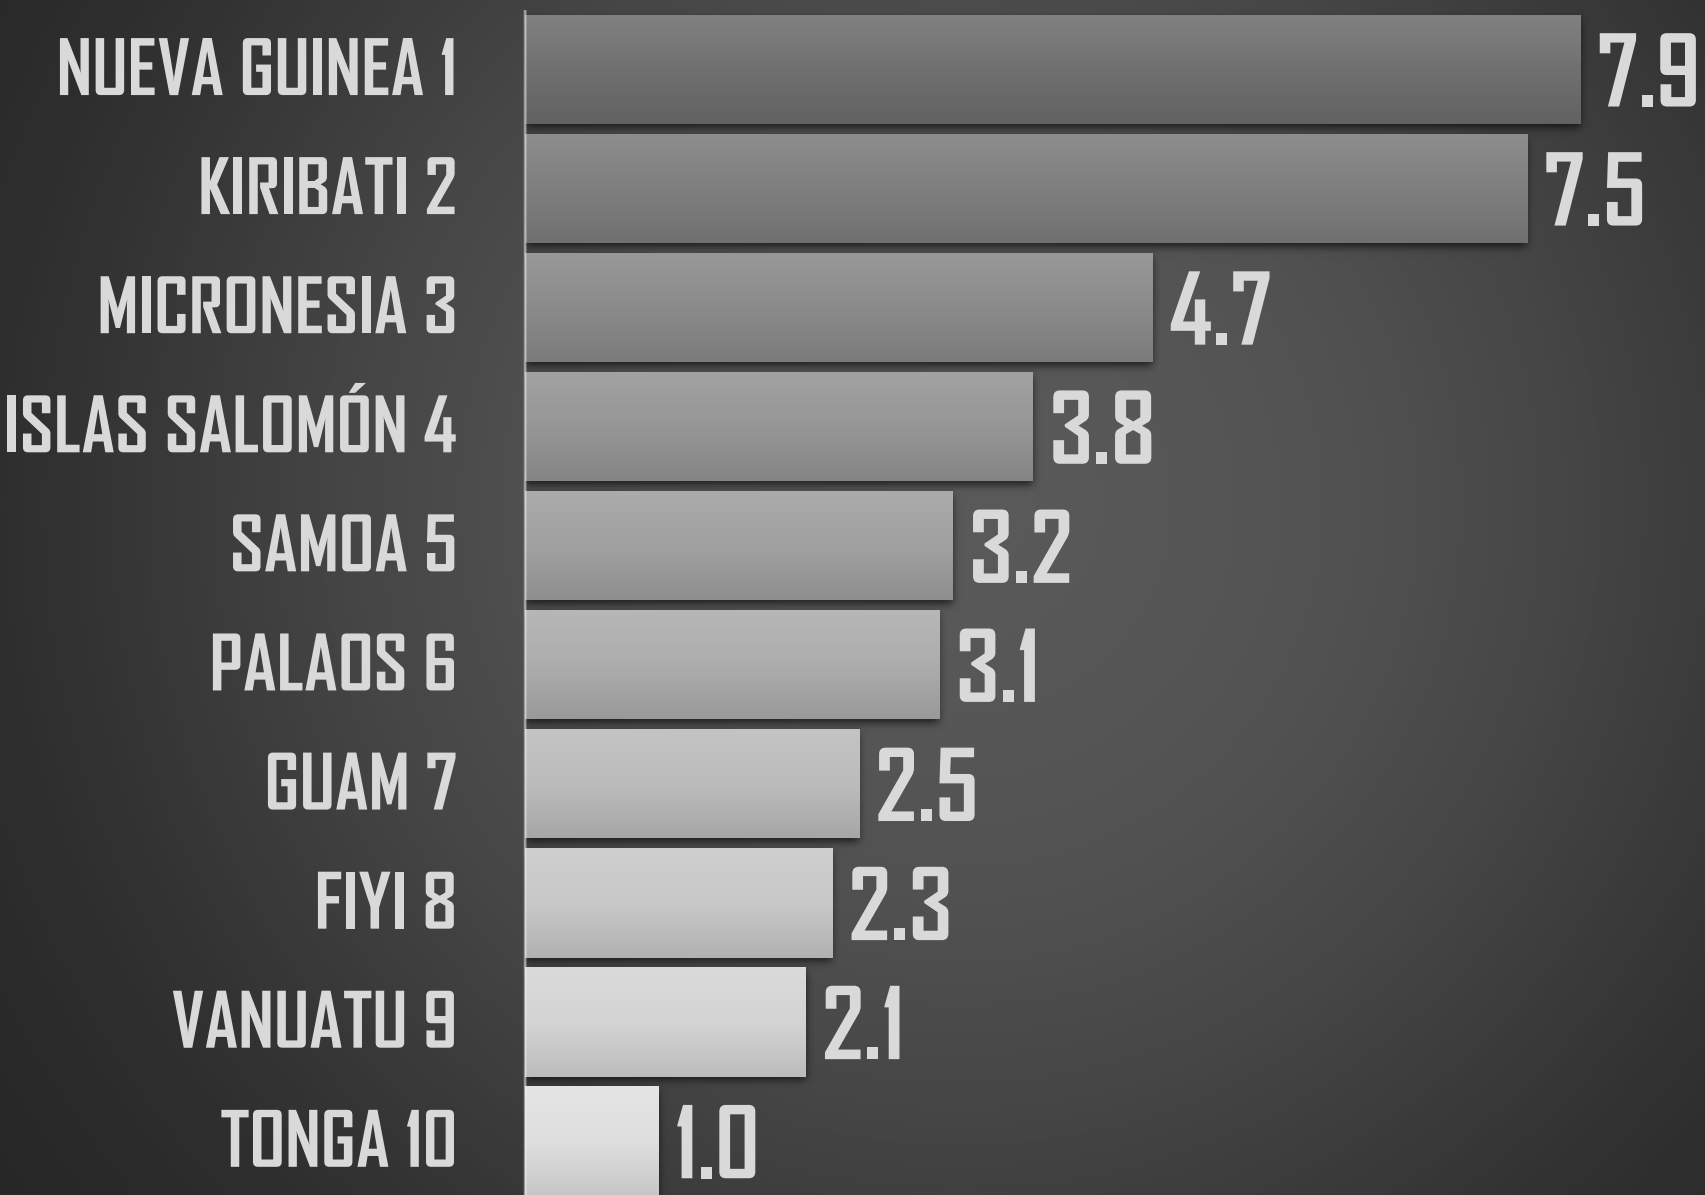 NUEVA GUINEA 1 7.9
KIRIBATI 2 7.5
MICRONESIA 3 4.7
ISLAS SALOMÓN 4 3.8
SAMOA 5 3.2
PALAOS 6 3.1
GUAM 7 2.5
FIYI 8 2.3
VANUATU 9 2.1
TONGA 10 1.0